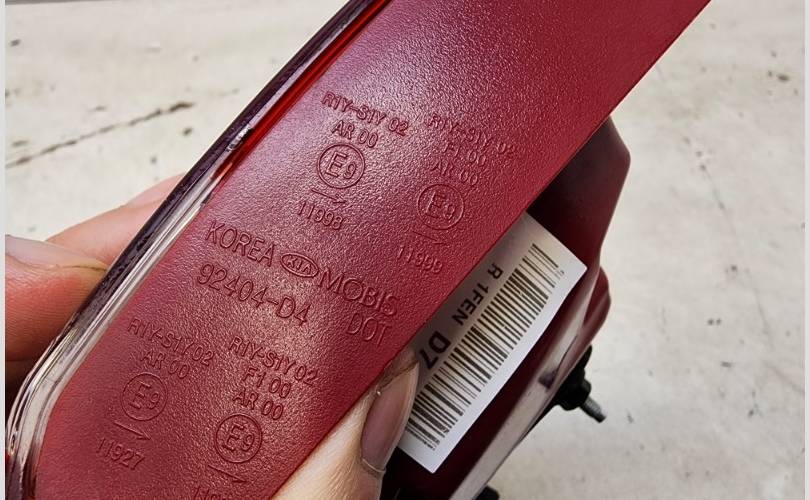 R1Y-S1Y 02
AR 00
E9
11998
R1Y-S1Y 02
F1 00
AR 00
E9
11999
KOREA KIA MOBIS
92404-D4 DOT
R1Y-S1Y 02
AR 00
E9
11927
R1Y-S1Y 02
F1 00
AR 00
E9
R 1FEN D7